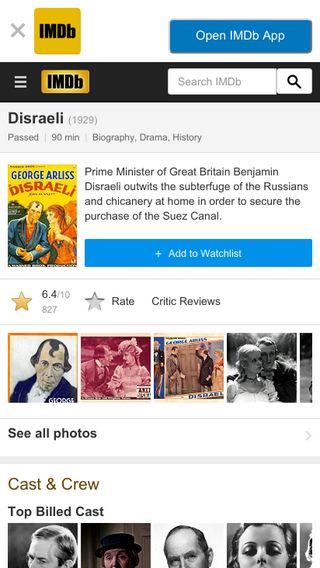 IMDb
Open IMDb App
IMDb
Search IMDb
Disraeli (1929)
Passed | 90 min | Biography, Drama, History
GEORGE ARLISS
DISRAELI
Prime Minister of Great Britain Benjamin
Disraeli outwits the subterfuge of the Russians
and chicanery at home in order to secure the
purchase of the Suez Canal.
+ Add to Watchlist
6.4/10
827
Rate
Critic Reviews
GEORGE
GEORGE ARLISS
DISRAELI
See all photos
Cast & Crew
Top Billed Cast